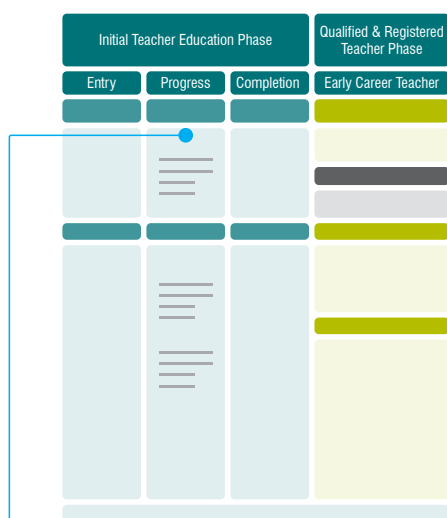 Initial Teacher Education Phase
Qualified & Registered
Teacher Phase
Entry
Progress
Completion
Early Career Teacher